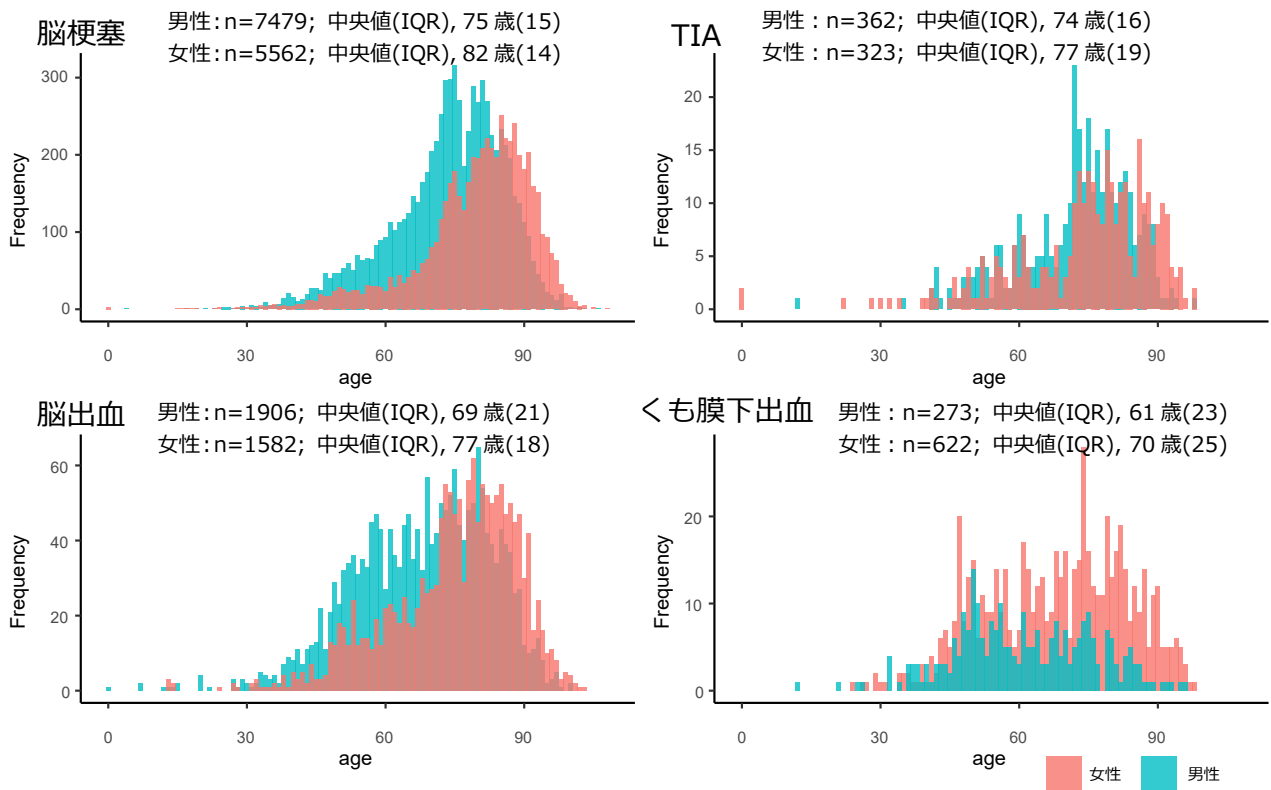 脳梗塞
男性:n=7479; 中央値(IQR), 75 歳(15)
女性:n=5562; 中央値(IQR), 82 歳(14)
Frequency
300
200
100
0
0 30 60 90
age
TIA
男性：n=362; 中央値(IQR), 74 歳(16)
女性：n=323; 中央値(IQR), 77 歳(19)
Frequency
20
15
10
5
0
0 30 60 90
age
脳出血
男性:n=1906; 中央値(IQR), 69 歳(21)
女性:n=1582; 中央値(IQR), 77 歳(18)
Frequency
60
40
20
0
0 30 60 90
age
くも膜下出血
男性：n=273; 中央値(IQR), 61 歳(23)
女性：n=622; 中央値(IQR), 70 歳(25)
Frequency
20
10
0
0 30 60 90
age
女性 男性